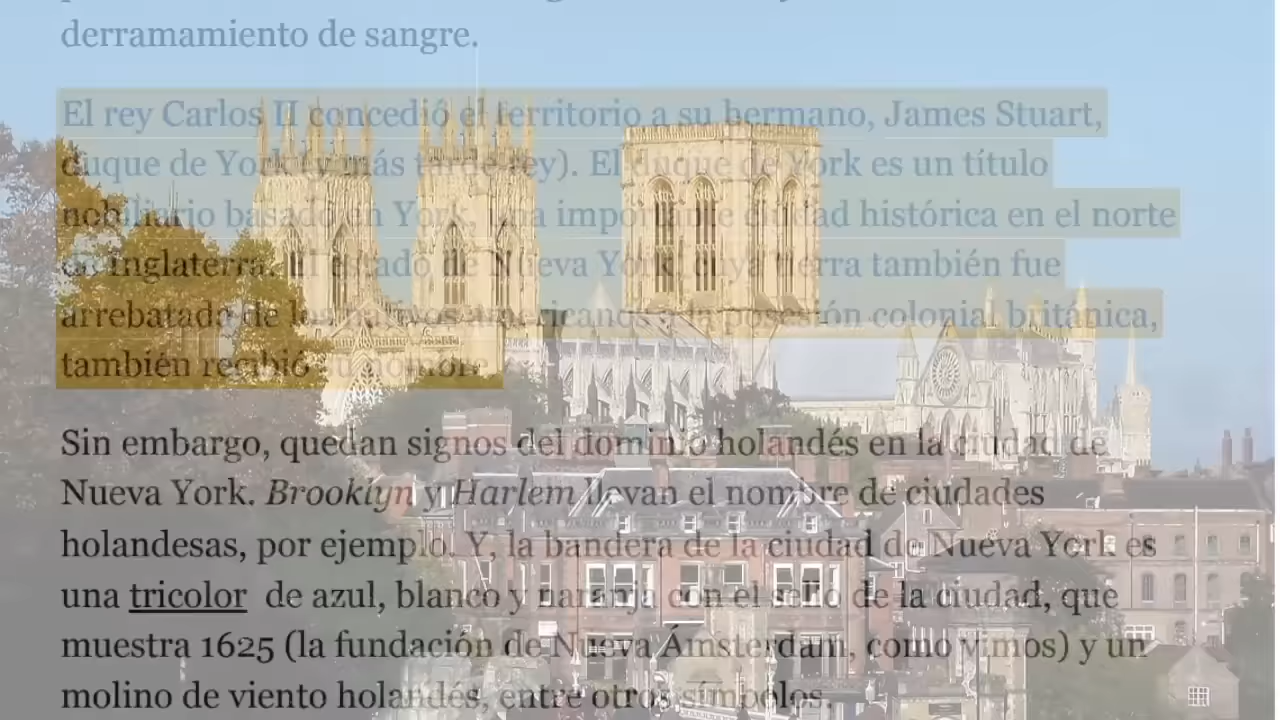 derramamiento de sangre.
El rey Carlos II concedió el territorio a su hermano, James Stuart,
duque de York (y más tarde rey). El duque de York es un título
nobiliario basado en York, una importante ciudad histórica en el norte
de Inglaterra. El estado de Nueva York, cuya tierra también fue
arrebatado de los nativos americanos a la posesión colonial británica,
también recibió su nombre.
Sin embargo, quedan signos del dominio holandés en la ciudad de
Nueva York. Brooklyn y Harlem llevan el nombre de ciudades
holandesas, por ejemplo. Y, la bandera de la ciudad de Nueva York es
una tricolor de azul, blanco y naranja con el sello de la ciudad, que
muestra 1625 (la fundación de Nueva Ámsterdam, como vimos) y un
molino de viento holandés, entre otros símbolos.